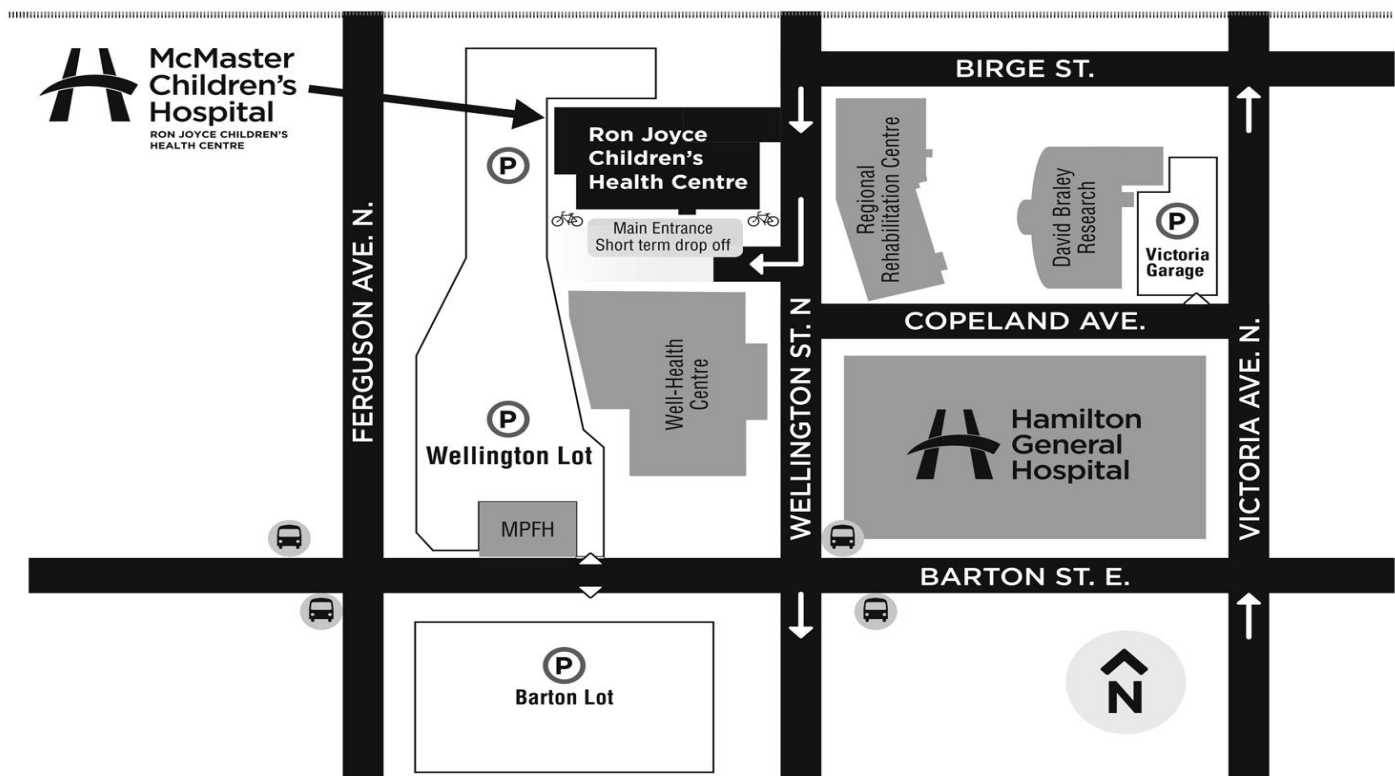 McMaster
Children's
Hospital
RON JOYCE CHILDREN'S
HEALTH CENTRE
BIRGE ST.
Ron Joyce
Children's
Health Centre
P
Main Entrance
Short term drop off
Regional
Rehabilitation Centre
David Braley
Research
P
Victoria
Garage
FERGUSON AVE. N.
WELLINGTON ST. N
COPELAND AVE.
VICTORIA AVE. N.
Well-Health
Centre
P
Wellington Lot
Hamilton
General
Hospital
MPFH
BARTON ST. E.
P
Barton Lot
N